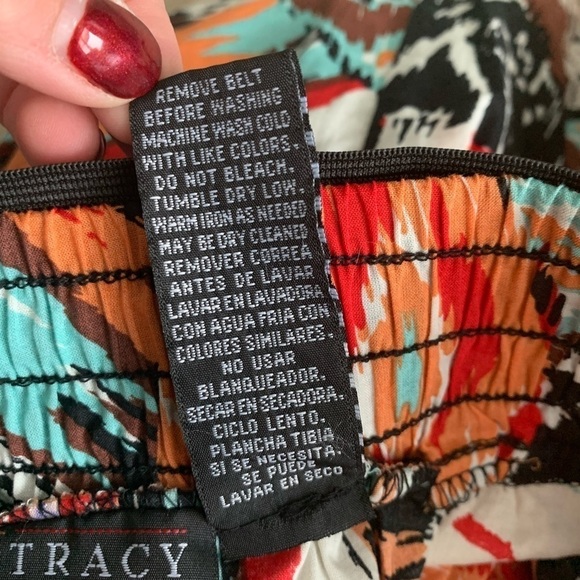 REMOVE BELT
BEFORE WASHING
MACHINE WASH COLD
WITH LIKE COLORS.
DO NOT BLEACH.
TUMBLE DRY LOW.
WARM IRON AS NEEDED
MAY BE DRY CLEANED
REMOVER CORREA
ANTES DE LAVAR
LAVAR EN LAVADORA
CON AGUA FRIA CON
COLORES SIMILARES.
NO USAR
BLANQUEADOR.
SECAR EN SECADORA.
CICLO LENTO.
PLANCHA TIBIA
SI SE NECESITA.
SE PUEDE
LAVAR EN SECO
TRACY